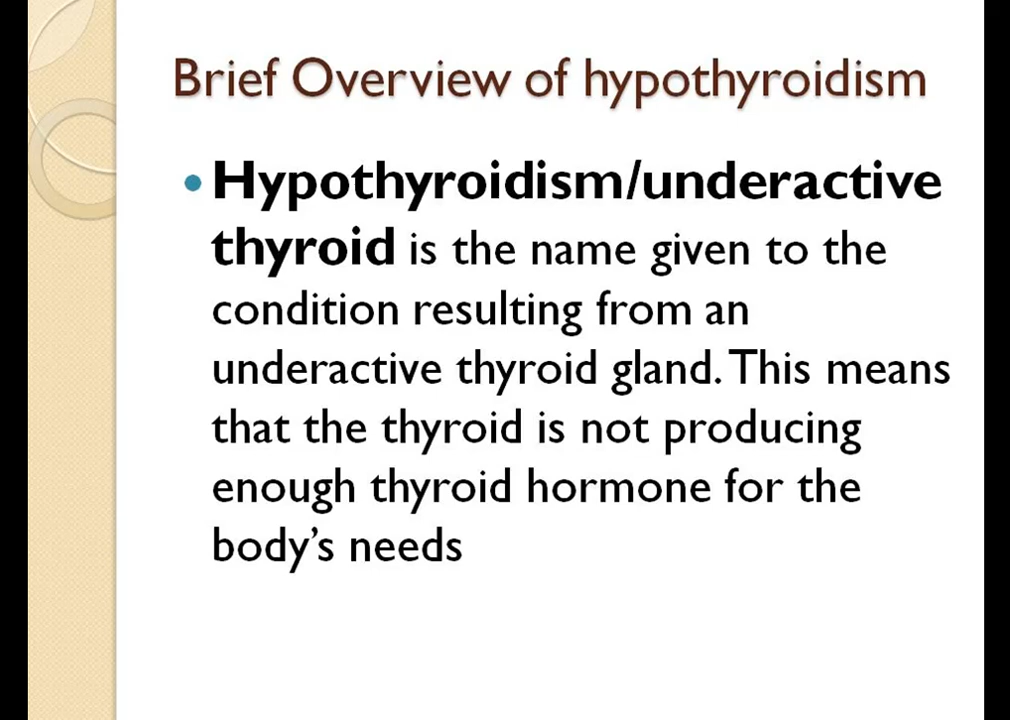 Brief Overview of hypothyroidism
• Hypothyroidism/underactive
thyroid is the name given to the
condition resulting from an
underactive thyroid gland. This means
that the thyroid is not producing
enough thyroid hormone for the
body’s needs